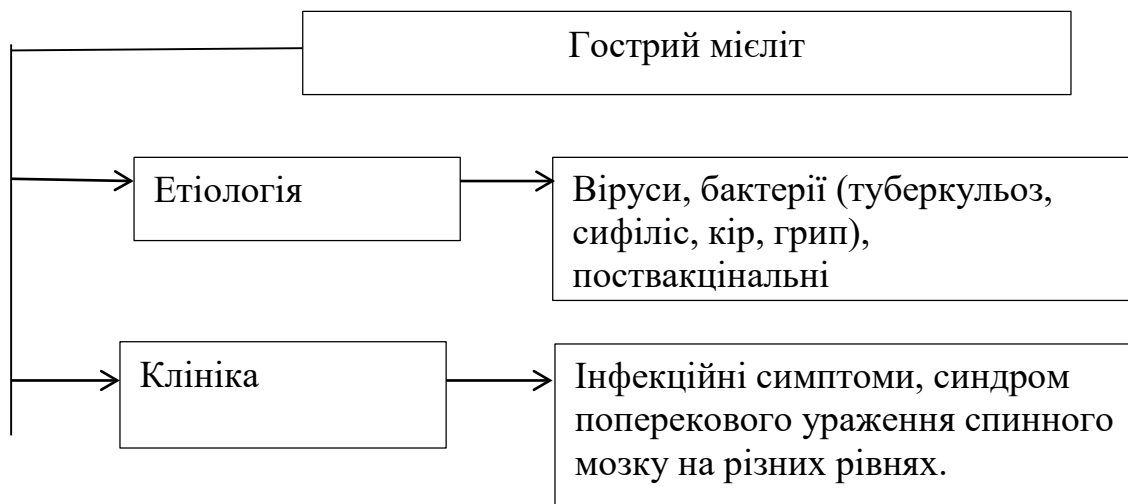 Гострий мієліт
Етіологія
Віруси, бактерії (туберкульоз,
сифіліс, кір, грип),
поствакцінальні
Клініка
Інфекційні симптоми, синдром
поперекового ураження спинного
мозку на різних рівнях.